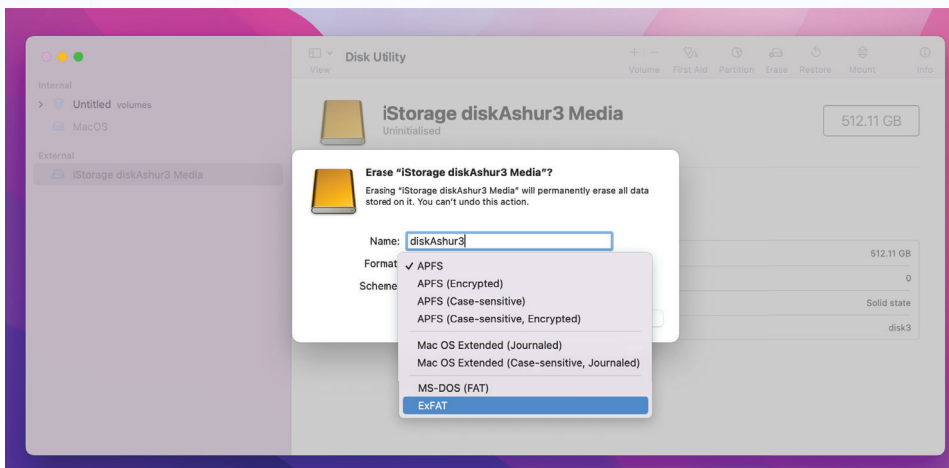 Disk Utility
View
Volume First Aid Partition Erase Restore Mount Info
Internal
Untitled volumes
MacOS
External
iStorage diskAshur3 Media
iStorage diskAshur3 Media
Uninitialised
512.11 GB
Erase “iStorage diskAshur3 Media”?
Erasing “iStorage diskAshur3 Media” will permanently erase all data
stored on it. You can’t undo this action.
Name: diskAshur3
Format
Scheme
✓ APFS
APFS (Encrypted)
APFS (Case-sensitive)
APFS (Case-sensitive, Encrypted)
Mac OS Extended (Journaled)
Mac OS Extended (Case-sensitive, Journaled)
MS-DOS (FAT)
ExFAT
512.11 GB
0
Solid state
disk3